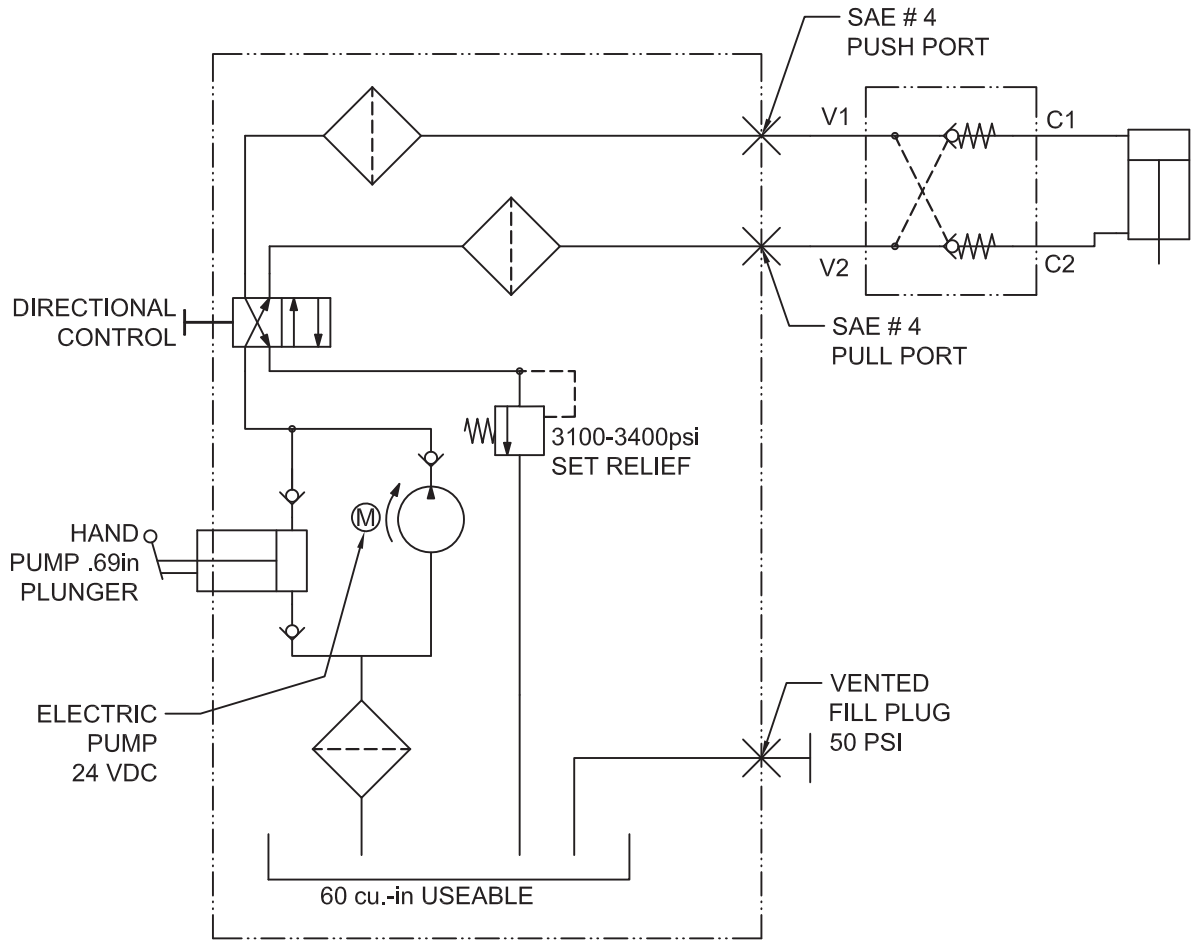 SAE # 4
PUSH PORT
V1
C1
V2
C2
DIRECTIONAL
CONTROL
SAE # 4
PULL PORT
3100-3400psi
SET RELIEF
M
HAND
PUMP .69in
PLUNGER
ELECTRIC
PUMP
24 VDC
VENTED
FILL PLUG
50 PSI
60 cu.-in USEABLE